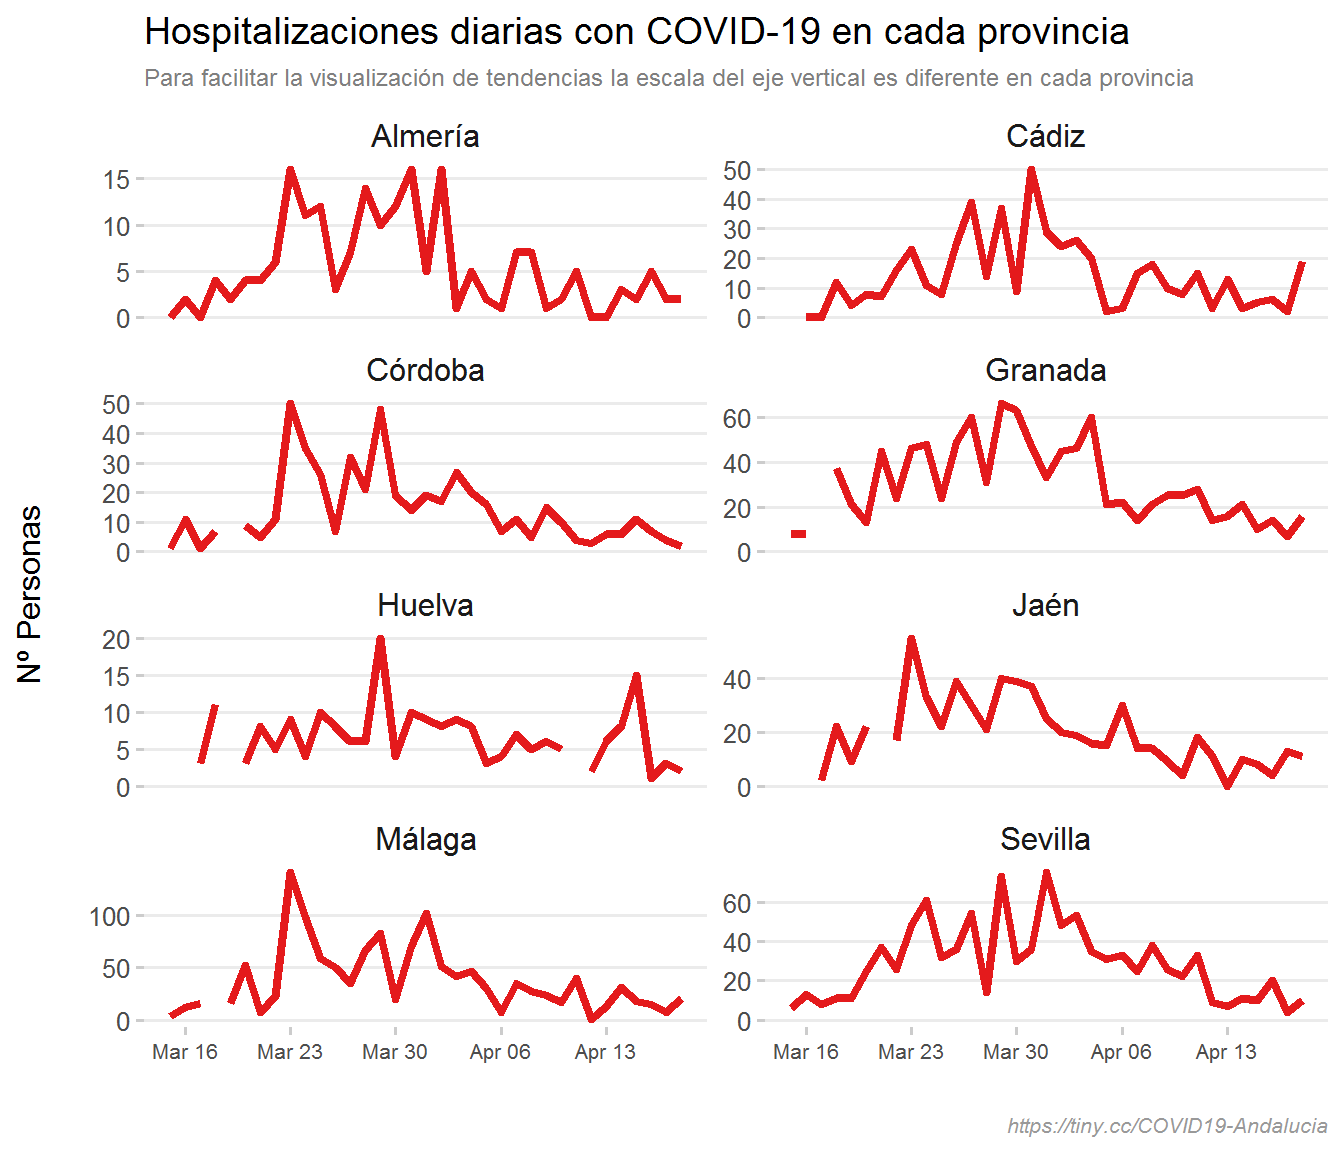 Hospitalizaciones diarias con COVID-19 en cada provincia
Para facilitar la visualización de tendencias la escala del eje vertical es diferente en cada provincia
Nº Personas
Almería
15
10
5
0
Cádiz
50
40
30
20
10
0
Córdoba
50
40
30
20
10
0
Granada
60
40
20
0
Huelva
20
15
10
5
0
Jaén
40
20
0
Málaga
100
50
0
Mar 16 Mar 23 Mar 30 Apr 06 Apr 13
Sevilla
60
40
20
0
Mar 16 Mar 23 Mar 30 Apr 06 Apr 13
https://tiny.cc/COVID19-Andalucia